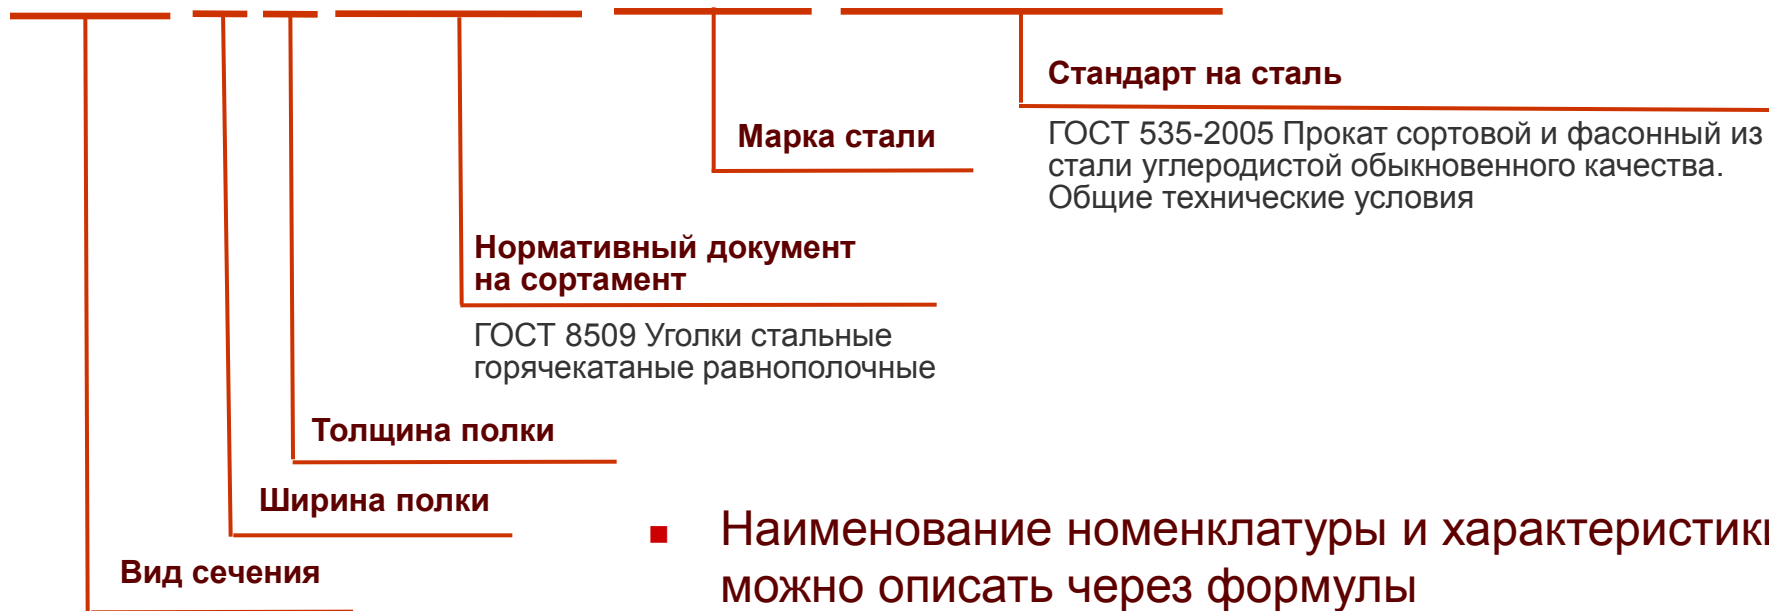 Стандарт на сталь
ГОСТ 535-2005 Прокат сортовой и фасонный из
стали углеродистой обыкновенного качества.
Общие технические условия
Марка стали
Нормативный документ
на сортамент
ГОСТ 8509 Уголки стальные
горячекатаные равнополочные
Толщина полки
Ширина полки
Вид сечения
Наименование номенклатуры и характеристики
можно описать через формулы